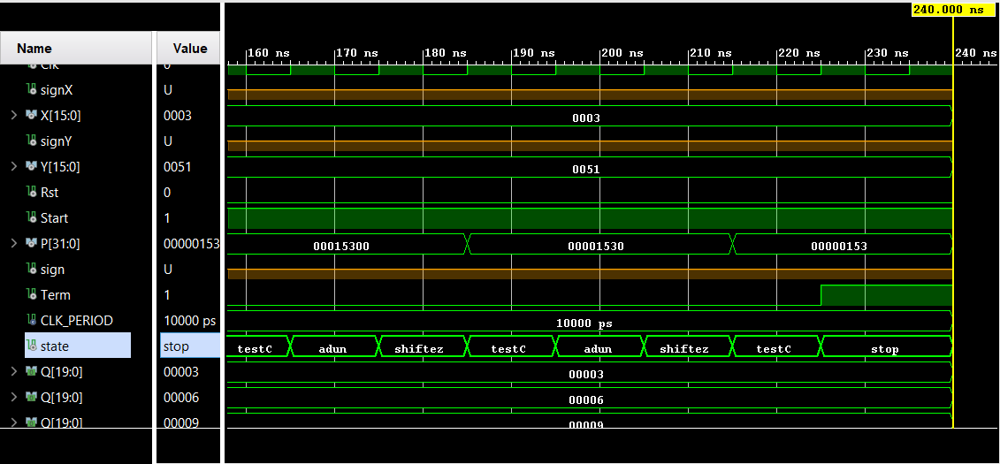 240.000 ns
Name Value
160 ns 170 ns 180 ns 190 ns 200 ns 210 ns 220 ns 230 ns 240 ns
Clk 0
signX U
X[15:0] 0003 0003
signY U
Y[15:0] 0051 0051
Rst 0
Start 1
P[31:0] 00000153 00015300 00001530 00000153
sign U
Term 1
CLK_PERIOD 10000 ps 10000 ps
state stop testC adun shiftez testC adun shiftez testC stop
Q[19:0] 00003 00003
Q[19:0] 00006 00006
Q[19:0] 00009 00009